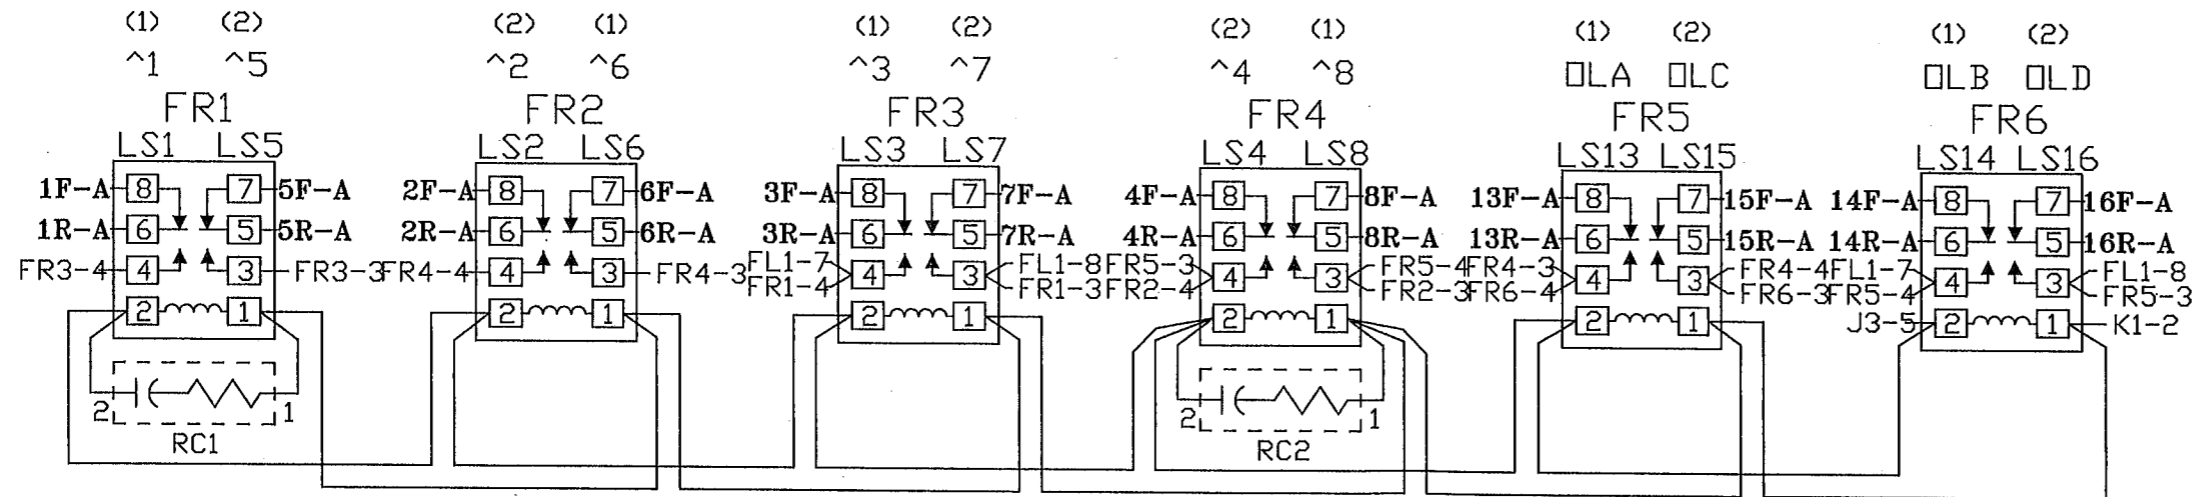 (1) (2) (2) (1) (1) (2) (2) (1) (1) (2) (1) (2)
^1 ^5 ^2 ^6 ^3 ^7 ^4 ^8 OLA OLC OLB OLD
FR1 FR2 FR3 FR4 FR5 FR6
LS1 LS5 LS2 LS6 LS3 LS7 LS4 LS8 LS13 LS15 LS14 LS16
1F-A 8 7 5F-A 2F-A 8 7 6F-A 3F-A 8 7 7F-A 4F-A 8 7 8F-A 13F-A 8 7 15F-A 14F-A 8 7 16F-A
1R-A 6 5 5R-A 2R-A 6 5 6R-A 3R-A 6 5 7R-A 4R-A 6 5 8R-A 13R-A 6 5 15R-A 14R-A 6 5 16R-A
FL1-7 FL1-8 FR5-3 FR5-4 FR4-3 FR4-4 FL1-7 FL1-8
FR3-4 4 3 FR3-3 FR4-4 4 3 FR4-3 4 3 4 3 4 3 4 3
FR1-4 FR1-3 FR2-4 FR2-3 FR6-4 FR6-3 FR5-4 FR5-3
2 1 2 1 2 1 2 1 2 1 J3-5 2 1 K1-2
2 1 2 1
RC1 RC2